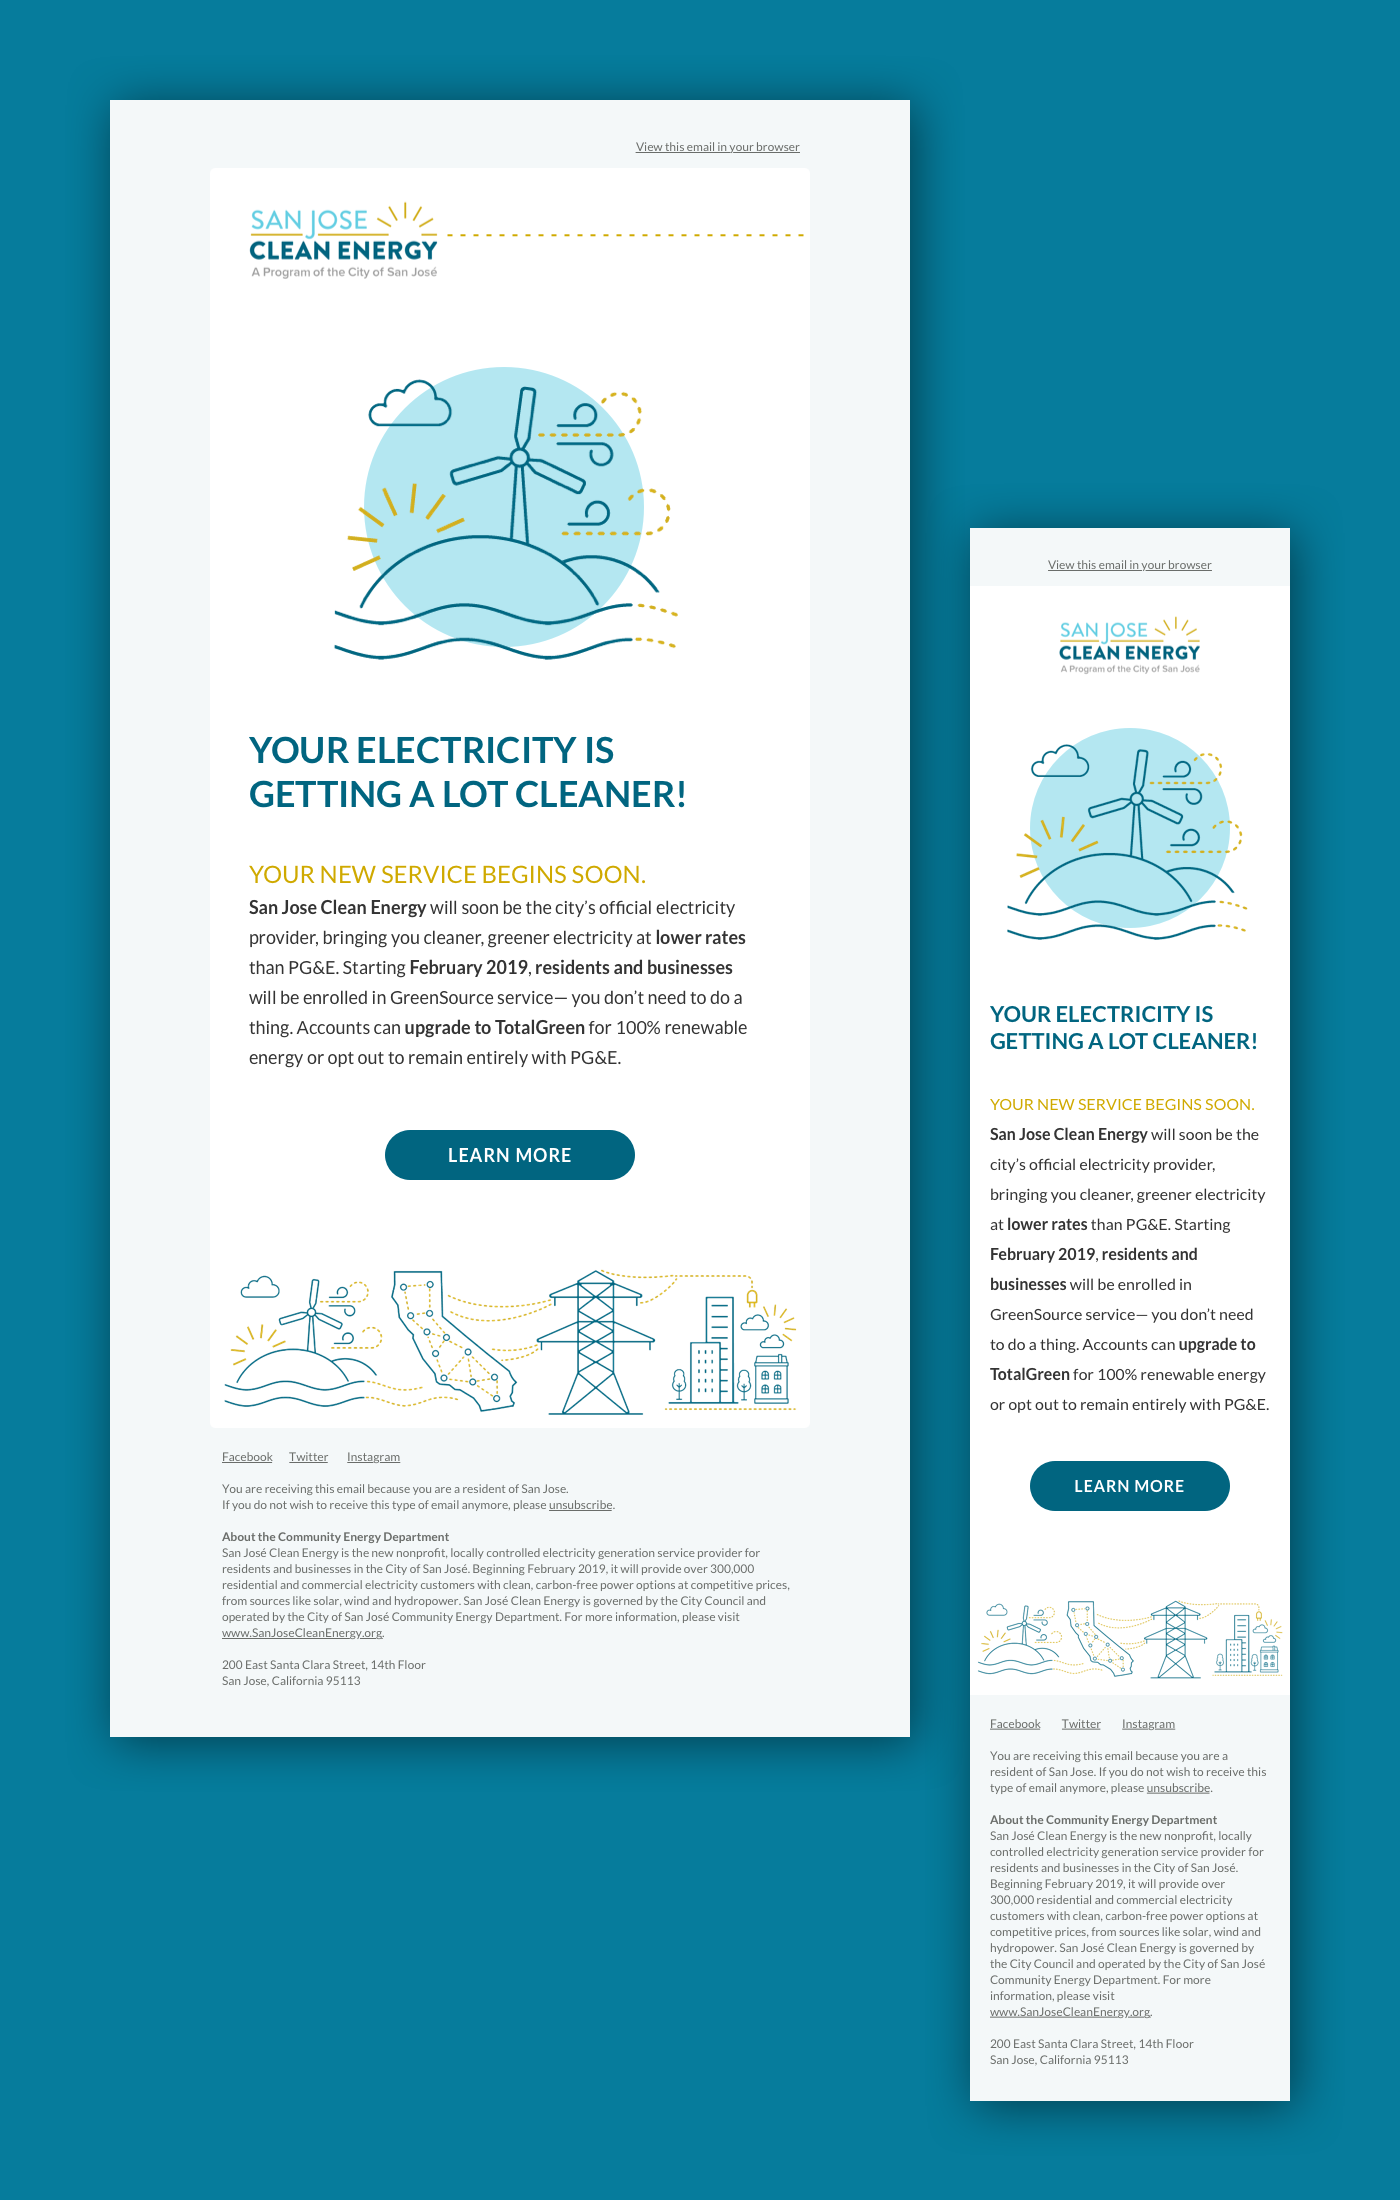 View this email in your browser
SAN JOSE
CLEAN ENERGY
A Program of the City of San José
YOUR ELECTRICITY IS
GETTING A LOT CLEANER!
YOUR NEW SERVICE BEGINS SOON.
San Jose Clean Energy will soon be the city’s official electricity
provider, bringing you cleaner, greener electricity at lower rates
than PG&E. Starting February 2019, residents and businesses
will be enrolled in GreenSource service— you don’t need to do a
thing. Accounts can upgrade to TotalGreen for 100% renewable
energy or opt out to remain entirely with PG&E.
LEARN MORE
Facebook Twitter Instagram
You are receiving this email because you are a resident of San Jose.
If you do not wish to receive this type of email anymore, please unsubscribe.
About the Community Energy Department
San José Clean Energy is the new nonprofit, locally controlled electricity generation service provider for
residents and businesses in the City of San José. Beginning February 2019, it will provide over 300,000
residential and commercial electricity customers with clean, carbon-free power options at competitive prices,
from sources like solar, wind and hydropower. San José Clean Energy is governed by the City Council and
operated by the City of San José Community Energy Department. For more information, please visit
www.SanJoseCleanEnergy.org.
200 East Santa Clara Street, 14th Floor
San Jose, California 95113
View this email in your browser
SAN JOSE
CLEAN ENERGY
A Program of the City of San José
YOUR ELECTRICITY IS
GETTING A LOT CLEANER!
YOUR NEW SERVICE BEGINS SOON.
San Jose Clean Energy will soon be the
city’s official electricity provider,
bringing you cleaner, greener electricity
at lower rates than PG&E. Starting
February 2019, residents and
businesses will be enrolled in
GreenSource service— you don’t need
to do a thing. Accounts can upgrade to
TotalGreen for 100% renewable energy
or opt out to remain entirely with PG&E.
LEARN MORE
Facebook Twitter Instagram
You are receiving this email because you are a
resident of San Jose. If you do not wish to receive this
type of email anymore, please unsubscribe.
About the Community Energy Department
San José Clean Energy is the new nonprofit, locally
controlled electricity generation service provider for
residents and businesses in the City of San José.
Beginning February 2019, it will provide over
300,000 residential and commercial electricity
customers with clean, carbon-free power options at
competitive prices, from sources like solar, wind and
hydropower. San José Clean Energy is governed by
the City Council and operated by the City of San José
Community Energy Department. For more
information, please visit
www.SanJoseCleanEnergy.org.
200 East Santa Clara Street, 14th Floor
San Jose, California 95113